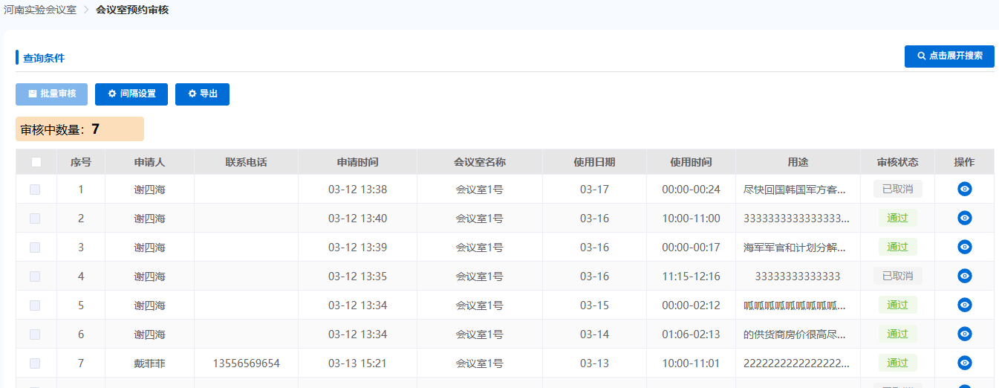 河南实验会议室 > 会议室预约审核
查询条件
点击展开搜索
批量审核 间隔设置 导出
审核中数量：7
序号 申请人 联系电话 申请时间 会议室名称 使用日期 使用时间 用途 审核状态 操作
1 谢四海 03-12 13:38 会议室1号 03-17 00:00-00:24 尽快回国韩国军方客... 已取消
2 谢四海 03-12 13:40 会议室1号 03-16 10:00-11:00 3333333333333333... 通过
3 谢四海 03-12 13:39 会议室1号 03-16 00:00-00:17 海军军官和计划分解... 通过
4 谢四海 03-12 13:35 会议室1号 03-16 11:15-12:16 33333333333333 已取消
5 谢四海 03-12 13:34 会议室1号 03-15 00:00-02:12 呱呱呱呱呱呱呱呱呱... 通过
6 谢四海 03-12 13:34 会议室1号 03-14 01:06-02:13 的供货商房价很高尽... 通过
7 戴菲菲 13556569654 03-13 15:21 会议室1号 03-13 10:00-11:01 2222222222222222... 通过